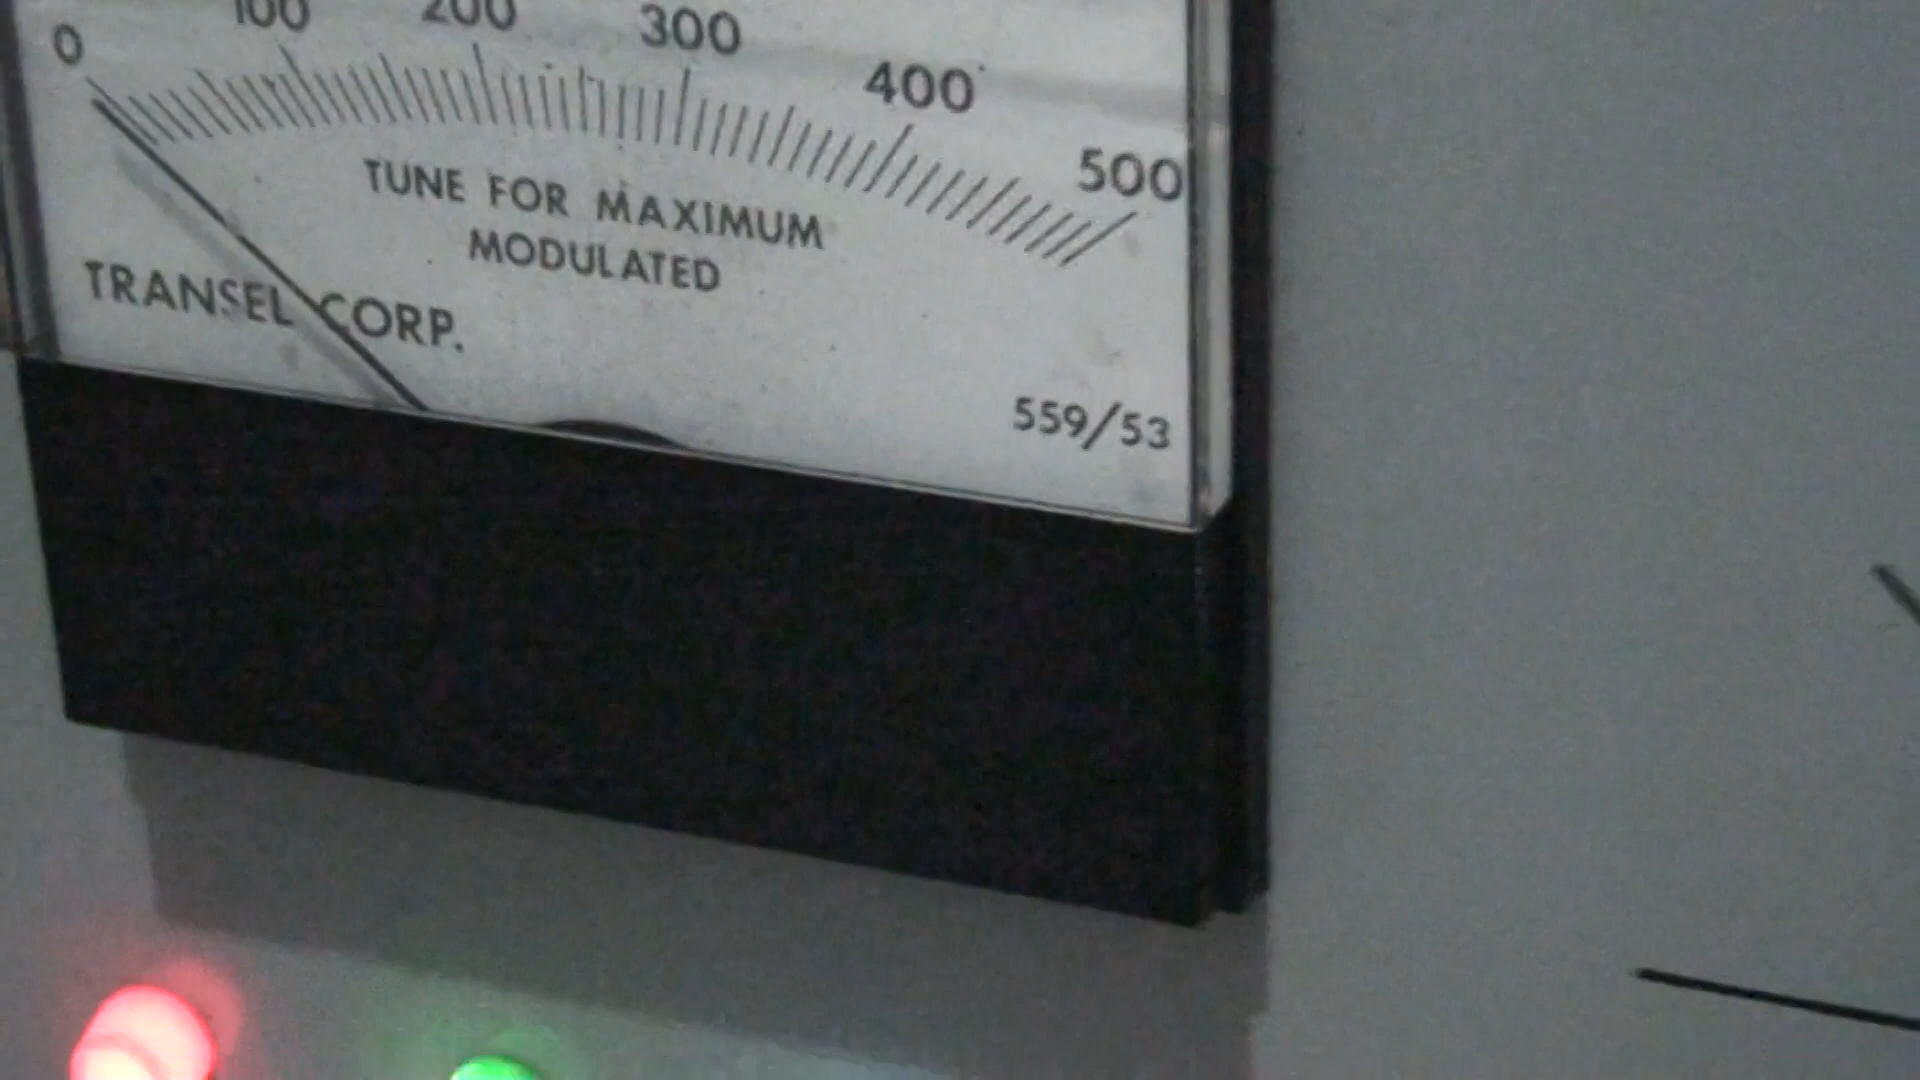 0 100 200 300 400 500
TUNE FOR MAXIMUM
MODULATED
TRANSEL CORP.
559/53